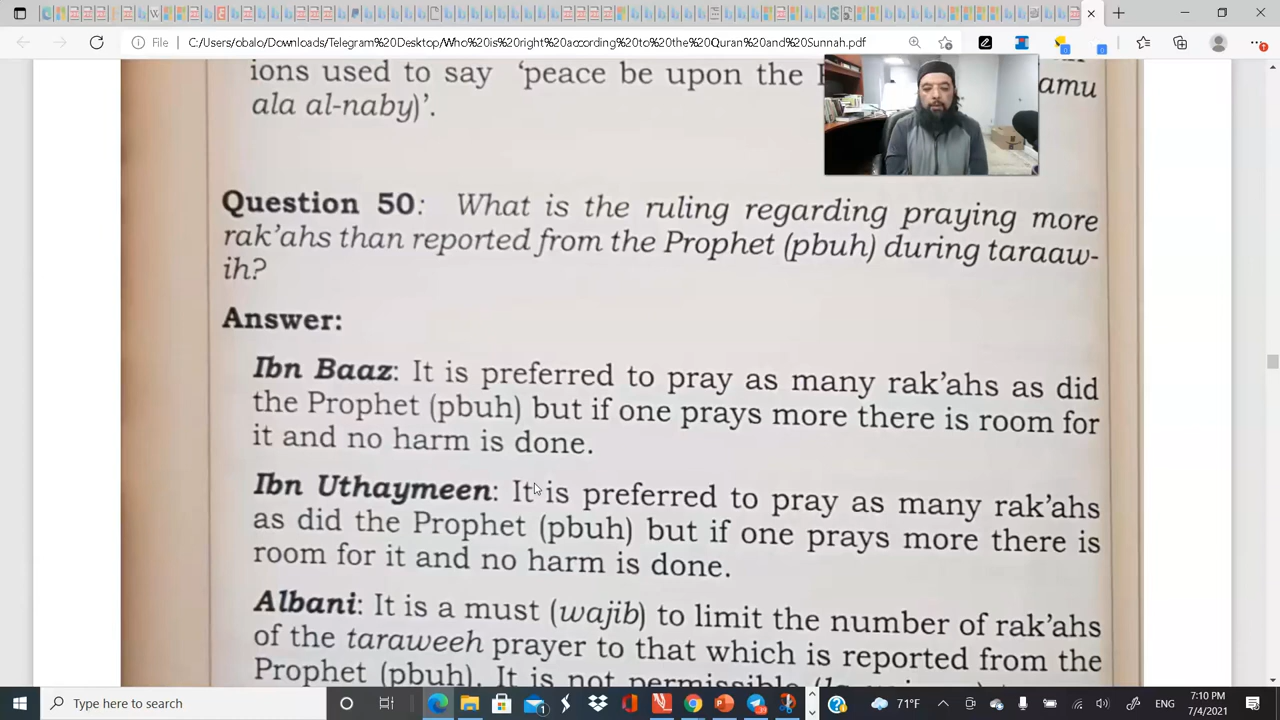 File
C:/Users/obalo/Downloads/Telegram%20Desktop/Who%20is%20right%20according%20to%20the%20Quran%20and%20Sunnah.pdf
ions used to say ‘peace be upon the
amu
ala al-naby)’.
Question 50: What is the ruling regarding praying more
rak’ahs than reported from the Prophet (pbuh) during taraaw-
ih?
Answer:
Ibn Baaz: It is preferred to pray as many rak’ahs as did
the Prophet (pbuh) but if one prays more there is room for
it and no harm is done.
Ibn Uthaymeen: It is preferred to pray as many rak’ahs
as did the Prophet (pbuh) but if one prays more there is
room for it and no harm is done.
Albani: It is a must (wajib) to limit the number of rak’ahs
of the taraweeh prayer to that which is reported from the
Prophet (pbuh). It is not permissible
Type here to search
71°F
ENG
7:10 PM
7/4/2021